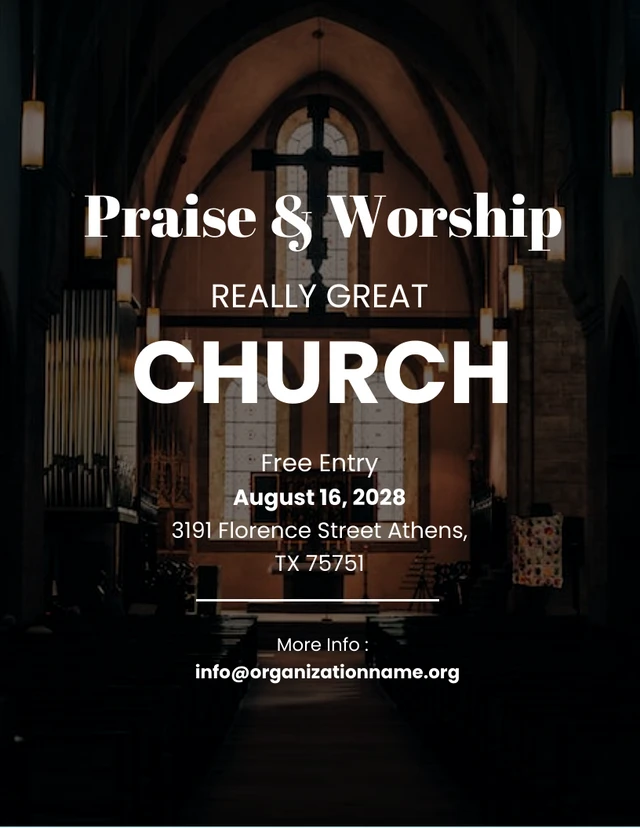 Praise & Worship
REALLY GREAT
CHURCH
Free Entry
August 16, 2028
3191 Florence Street Athens,
TX 75751
More Info :
info@organizationname.org